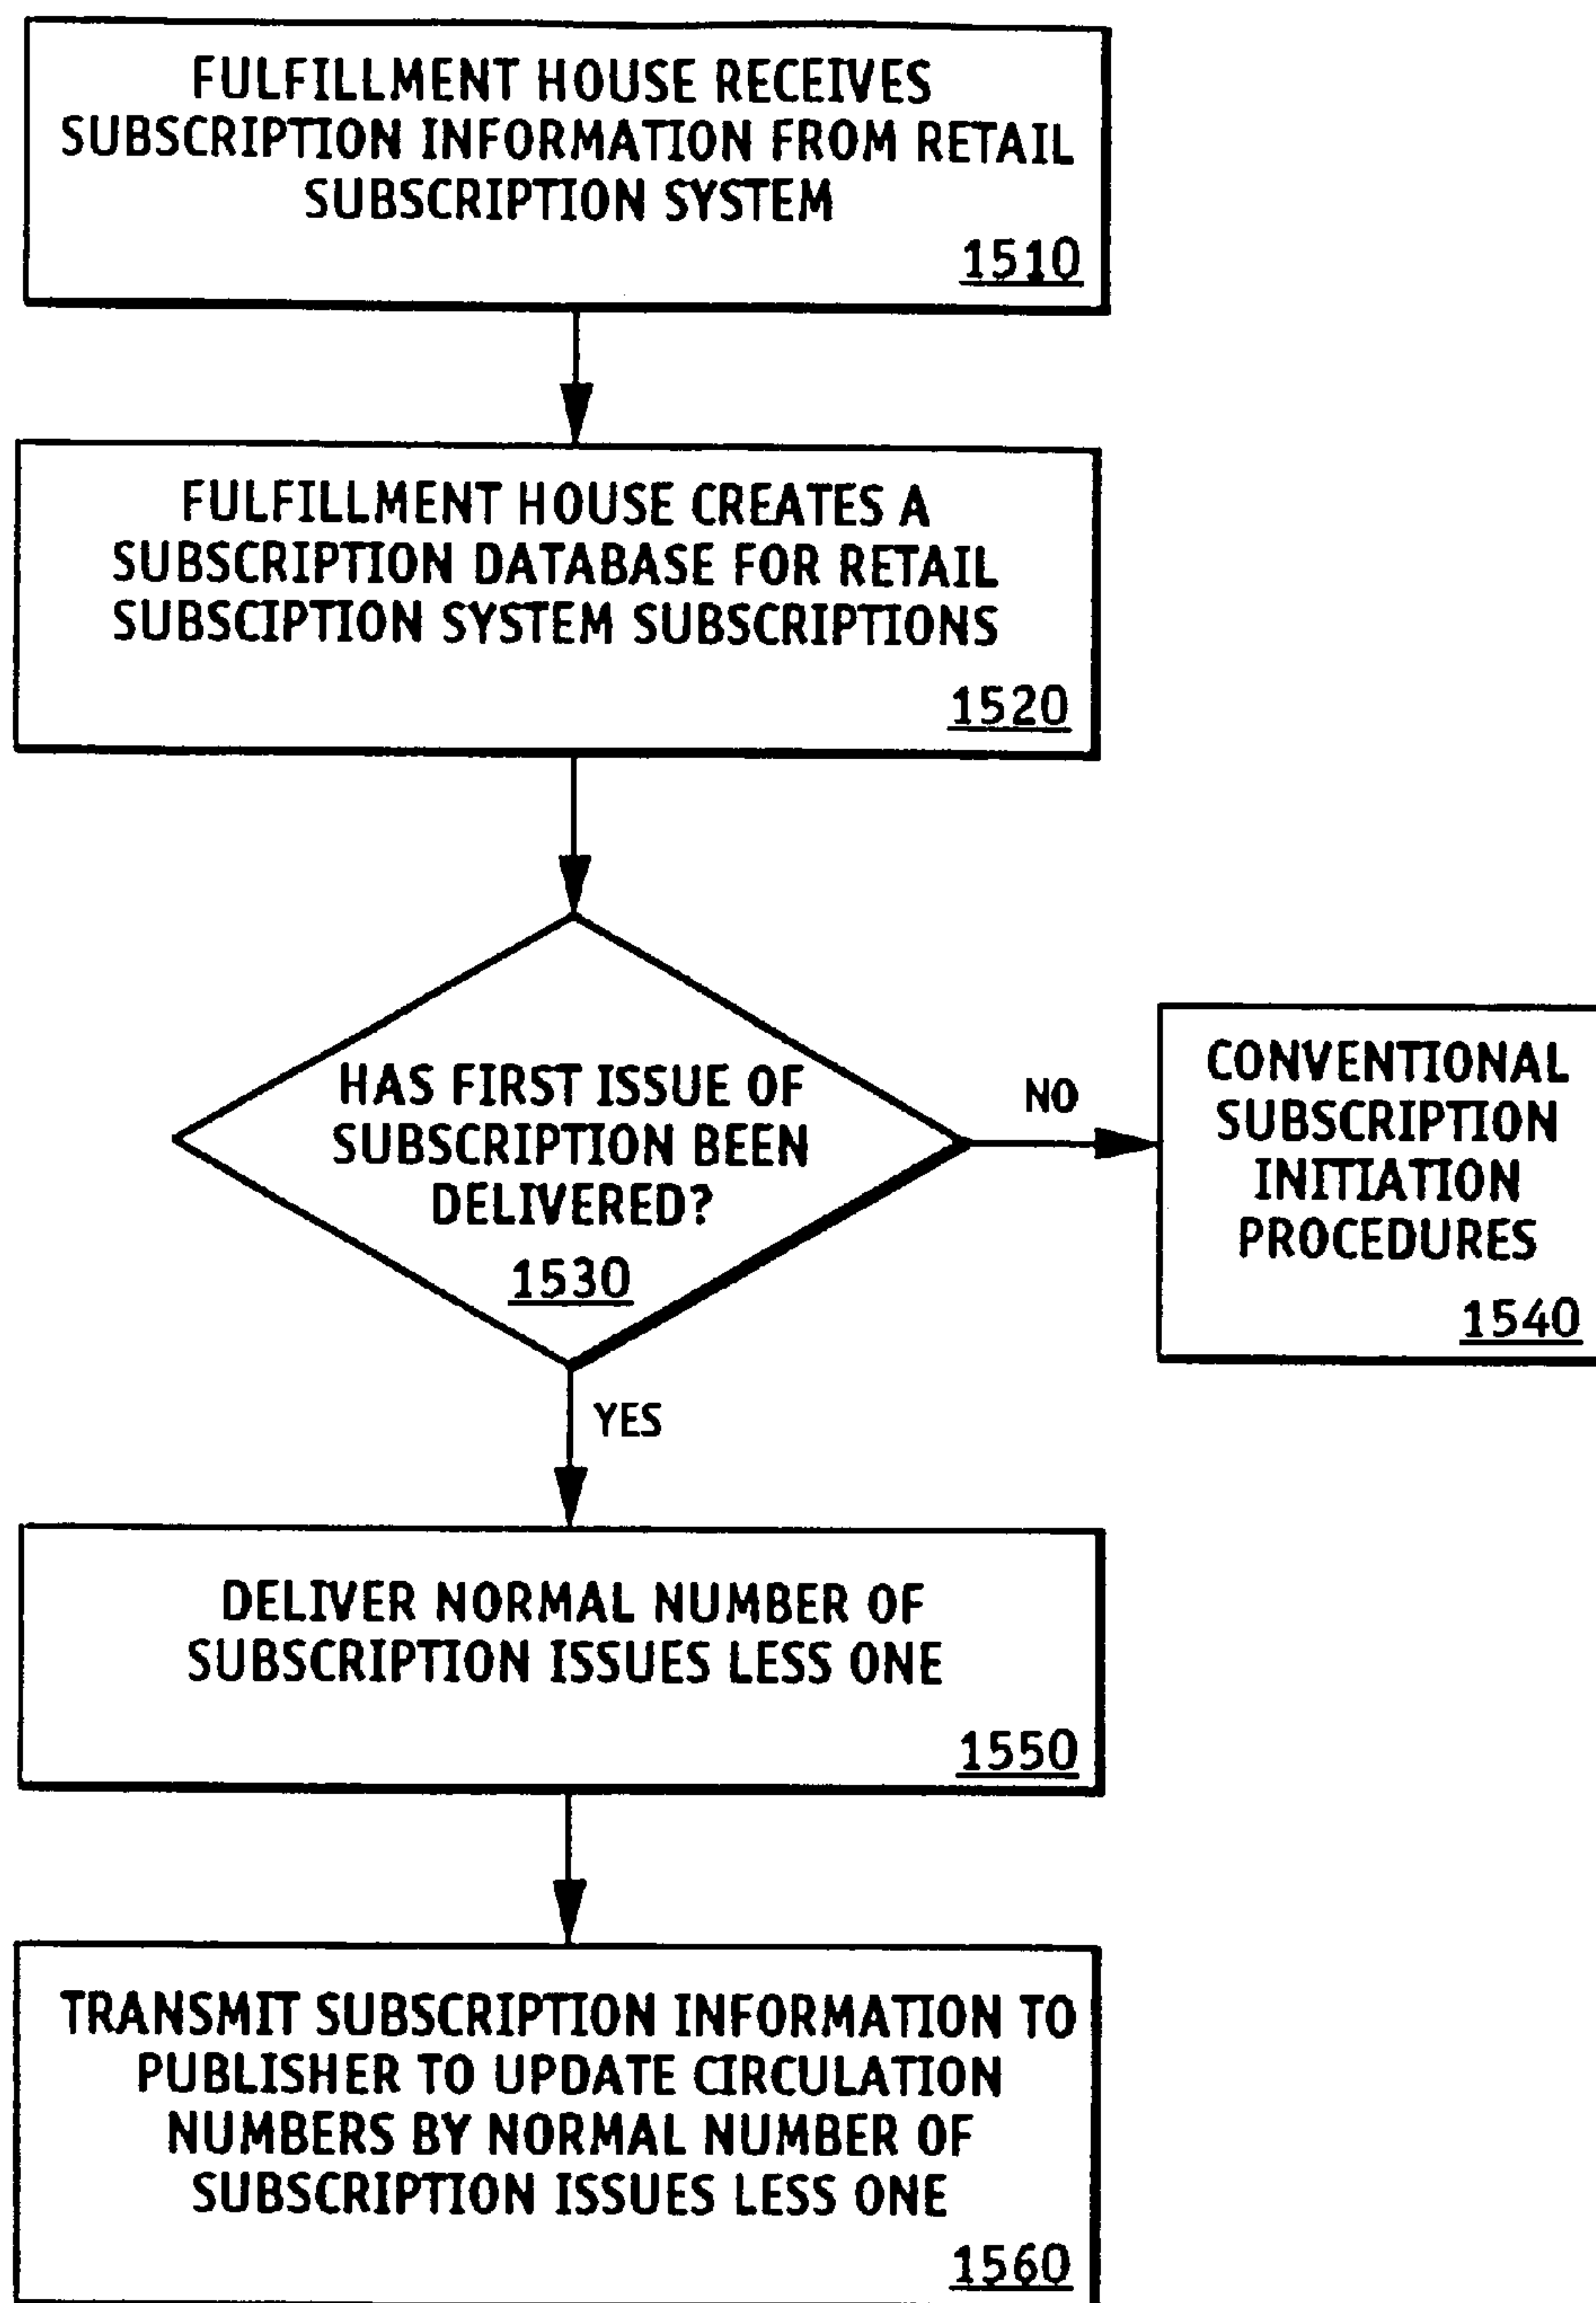 FULFILLMENT HOUSE RECEIVES
SUBSCRIPTION INFORMATION FROM RETAIL
SUBSCRIPTION SYSTEM
1510
FULFILLMENT HOUSE CREATES A
SUBSCRIPTION DATABASE FOR RETAIL
SUBSCIPTION SYSTEM SUBSCRIPTIONS
1520
HAS FIRST ISSUE OF
SUBSCRIPTION BEEN
DELIVERED?
1530
NO
CONVENTIONAL
SUBSCRIPTION
INITIATION
PROCEDURES
1540
YES
DELIVER NORMAL NUMBER OF
SUBSCRIPTION ISSUES LESS ONE
1550
TRANSMIT SUBSCRIPTION INFORMATION TO
PUBLISHER TO UPDATE CIRCULATION
NUMBERS BY NORMAL NUMBER OF
SUBSCRIPTION ISSUES LESS ONE
1560